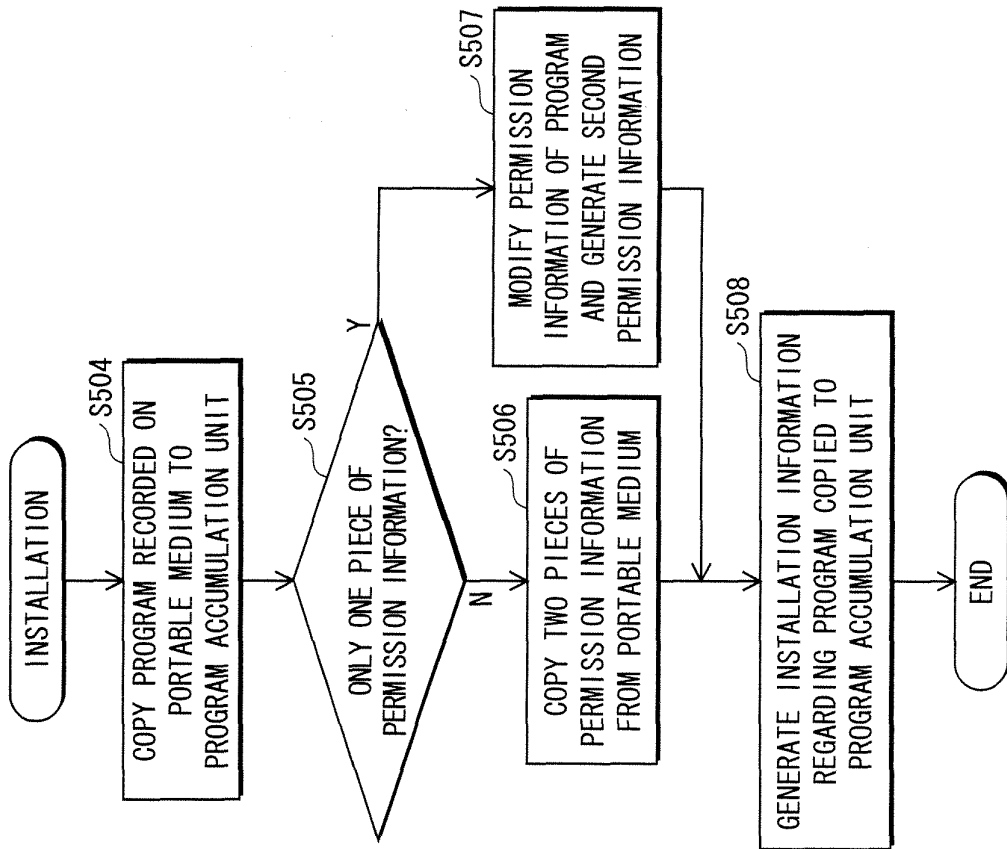 INSTALLATION
S504
COPY PROGRAM RECORDED ON
PORTABLE MEDIUM TO
PROGRAM ACCUMULATION UNIT
S505
ONLY ONE PIECE OF
PERMISSION INFORMATION?
Y
N
S506
COPY TWO PIECES OF
PERMISSION INFORMATION
FROM PORTABLE MEDIUM
S507
MODIFY PERMISSION
INFORMATION OF PROGRAM
AND GENERATE SECOND
PERMISSION INFORMATION
S508
GENERATE INSTALLATION INFORMATION
REGARDING PROGRAM COPIED TO
PROGRAM ACCUMULATION UNIT
END